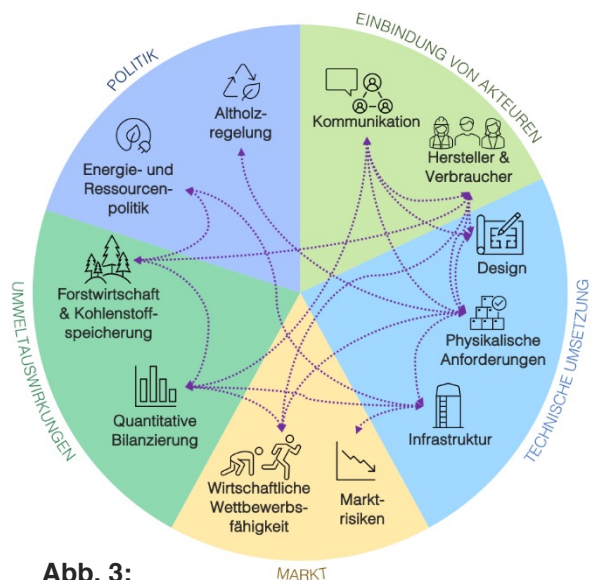 POLITIK
EINBINDUNG VON AKTEUREN
Altholz-
regelung
Kommunikation
Energie- und
Ressourcen-
politik
Hersteller &
Verbraucher
Design
Forstwirtschaft
& Kohlenstoff-
speicherung
Physikalische
Anforderungen
UMWELTAUSWIRKUNGEN
TECHNISCHE UMSETZUNG
Quantitative
Bilanzierung
Infrastruktur
Wirtschaftliche
Wettbewerbs-
fähigkeit
Markt-
risiken
Abb. 3:
MARKT